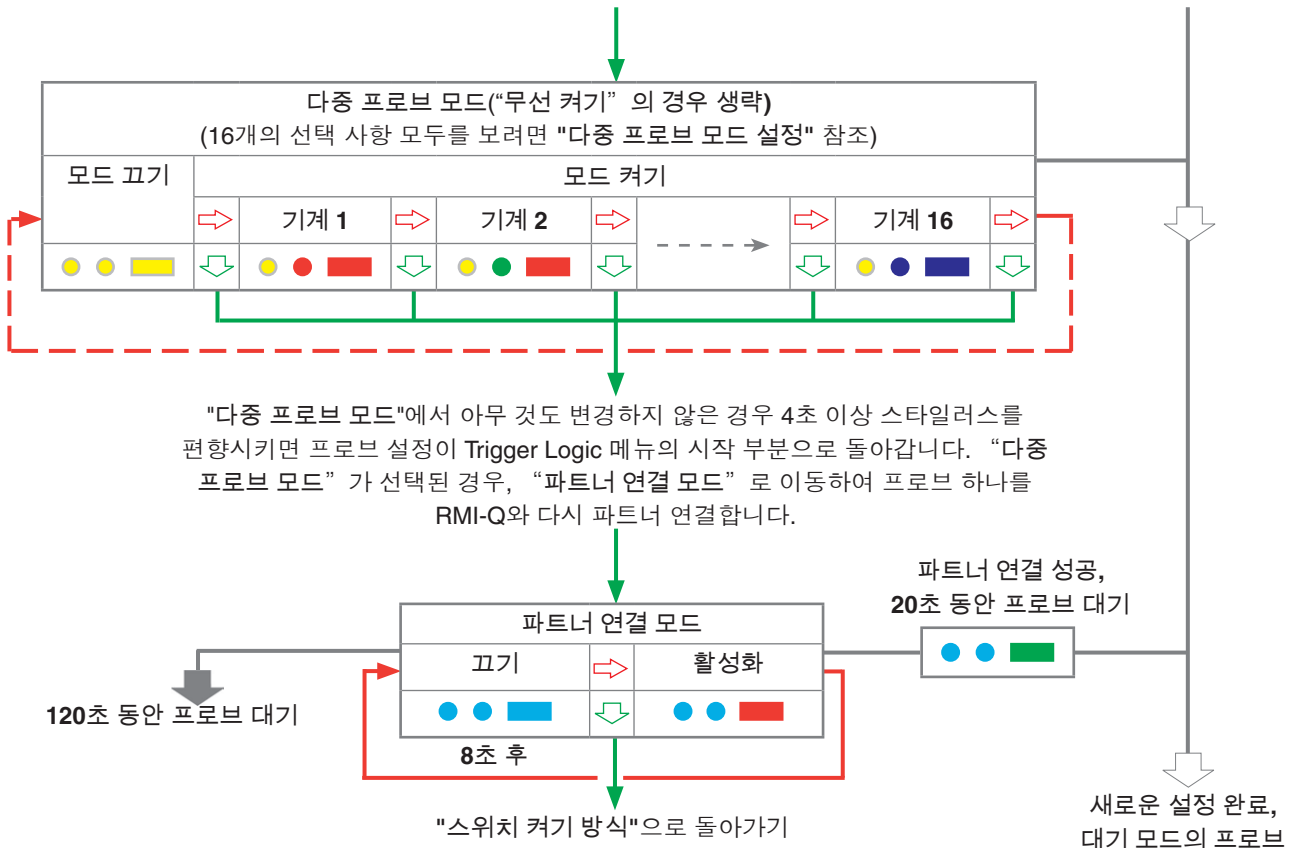 다중 프로브 모드(“무선 켜기” 의 경우 생략)
(16개의 선택 사항 모두를 보려면 "다중 프로브 모드 설정" 참조)
모드 끄기
모드 켜기
기계 1
기계 2
기계 16
"다중 프로브 모드"에서 아무 것도 변경하지 않은 경우 4초 이상 스타일러스를
편향시키면 프로브 설정이 Trigger Logic 메뉴의 시작 부분으로 돌아갑니다. “다중
프로브 모드” 가 선택된 경우, “파트너 연결 모드” 로 이동하여 프로브 하나를
RMI-Q와 다시 파트너 연결합니다.
파트너 연결 성공,
20초 동안 프로브 대기
파트너 연결 모드
끄기
활성화
120초 동안 프로브 대기
8초 후
"스위치 켜기 방식"으로 돌아가기
새로운 설정 완료,
대기 모드의 프로브